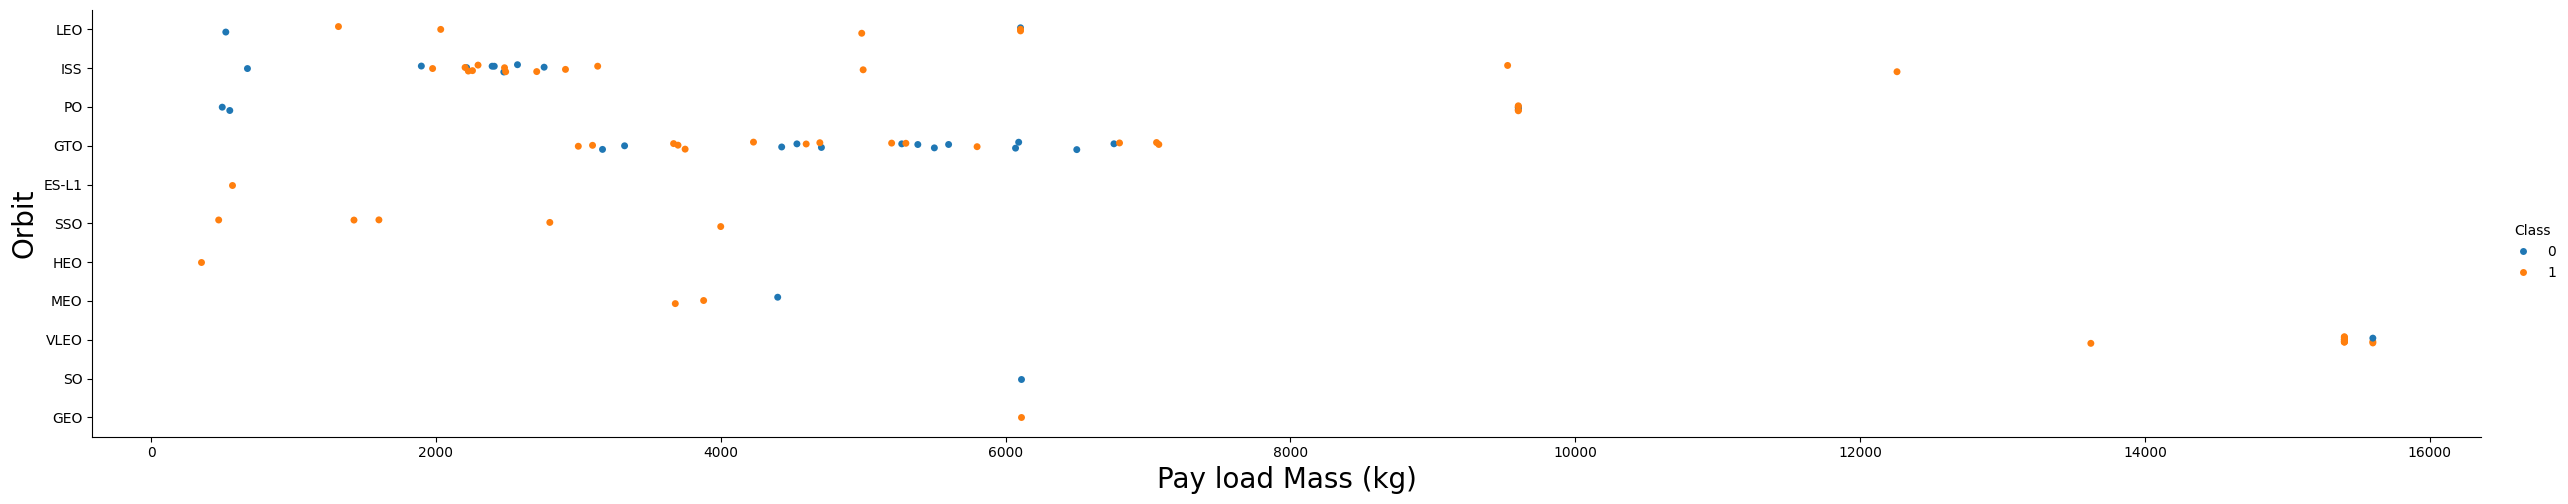 LEO
ISS
PO
GTO
ES-L1
SSO
HEO
MEO
VLEO
SO
GEO
Orbit
0 2000 4000 6000 8000 10000 12000 14000 16000
Pay load Mass (kg)
Class
0
1